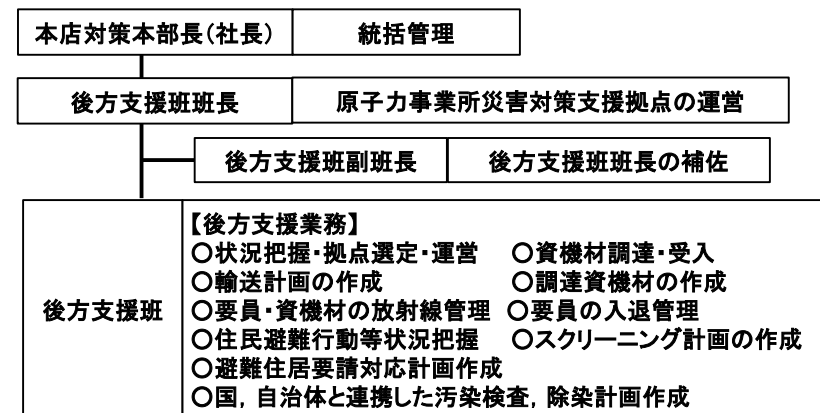 本店対策本部長(社長) 統括管理
後方支援班班長 原子力事業所災害対策支援拠点の運営
後方支援班副班長 後方支援班班長の補佐
後方支援班
【後方支援業務】
○状況把握・拠点選定・運営 ○資機材調達・受入
○輸送計画の作成 ○調達資機材の作成
○要員・資機材の放射線管理 ○要員の入退管理
○住民避難行動等状況把握 ○スクリーニング計画の作成
○避難住居要請対応計画作成
○国,自治体と連携した汚染検査,除染計画作成